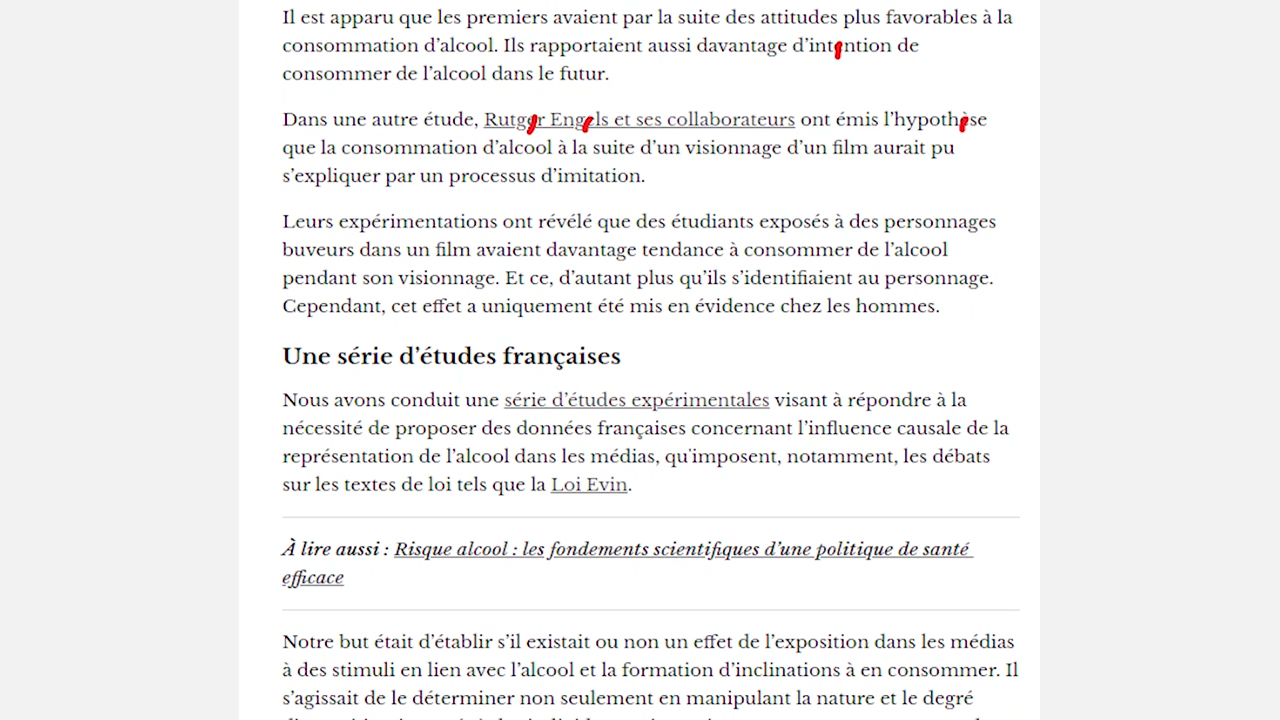 Il est apparu que les premiers avaient par la suite des attitudes plus favorables à la
consommation d’alcool. Ils rapportaient aussi davantage d’intention de
consommer de l’alcool dans le futur.
Dans une autre étude, Rutger Engels et ses collaborateurs ont émis l’hypothèse
que la consommation d’alcool à la suite d’un visionnage d’un film aurait pu
s’expliquer par un processus d’imitation.
Leurs expérimentations ont révélé que des étudiants exposés à des personnages
buveurs dans un film avaient davantage tendance à consommer de l’alcool
pendant son visionnage. Et ce, d’autant plus qu’ils s’identifiaient au personnage.
Cependant, cet effet a uniquement été mis en évidence chez les hommes.
Une série d’études françaises
Nous avons conduit une série d’études expérimentales visant à répondre à la
nécessité de proposer des données françaises concernant l’influence causale de la
représentation de l’alcool dans les médias, qu'imposent, notamment, les débats
sur les textes de loi tels que la Loi Evin.
À lire aussi : Risque alcool : les fondements scientifiques d’une politique de santé
efficace
Notre but était d’établir s’il existait ou non un effet de l’exposition dans les médias
à des stimuli en lien avec l’alcool et la formation d’inclinations à en consommer. Il
s’agissait de le déterminer non seulement en manipulant la nature et le degré